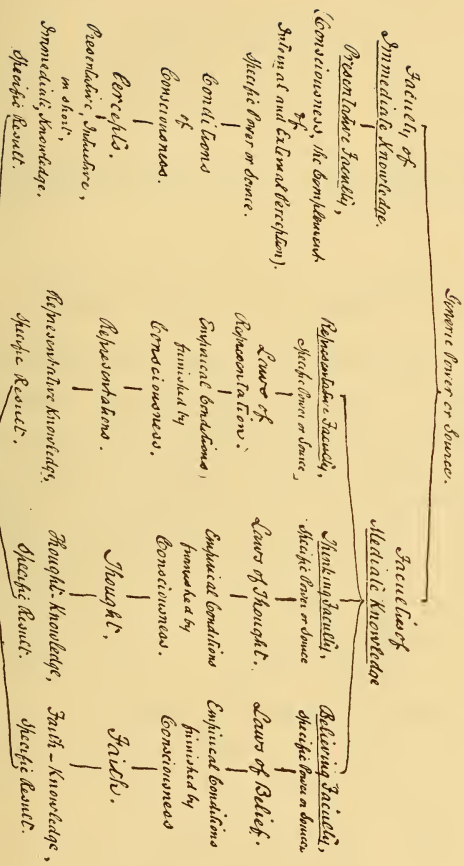 Generic Power or Source.
Faculty of
Immediate Knowledge.
Presentative Faculty,
(Consciousness, the Complement
of
Internal and External Perception).
Specific Power or Source.
Conditions
of
Consciousness.
Percepts.
Presentative, Intuitive,
in short,
Immediate, Knowledge.
Specific Result.
Faculties of
Mediate Knowledge
Representative Faculty,
Specific Power or Source,
Laws of
Representation.
Empirical Conditions,
furnished by
Consciousness.
Representations.
Representative Knowledge,
Specific Result.
Thinking Faculty,
Specific Power or Source
Laws of Thought.
Empirical Conditions
furnished by
Consciousness.
Thought.
Thought-Knowledge,
Specific Result.
Believing Faculty,
Specific Power or Source
Laws of Belief.
Empirical Conditions
furnished by
Consciousness
Faith.
Faith-Knowledge,
Specific Result.